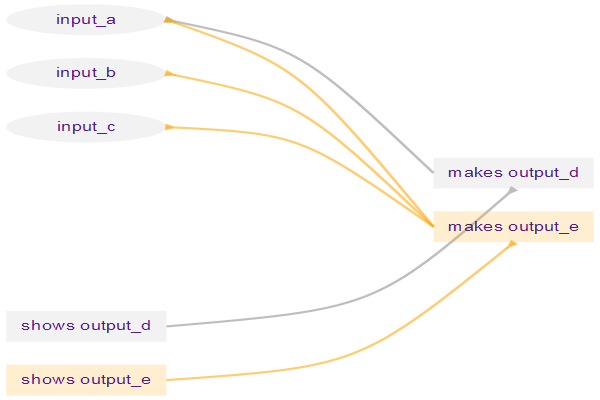 input_a
input_b
input_c
makes output_d
makes output_e
shows output_d
shows output_e